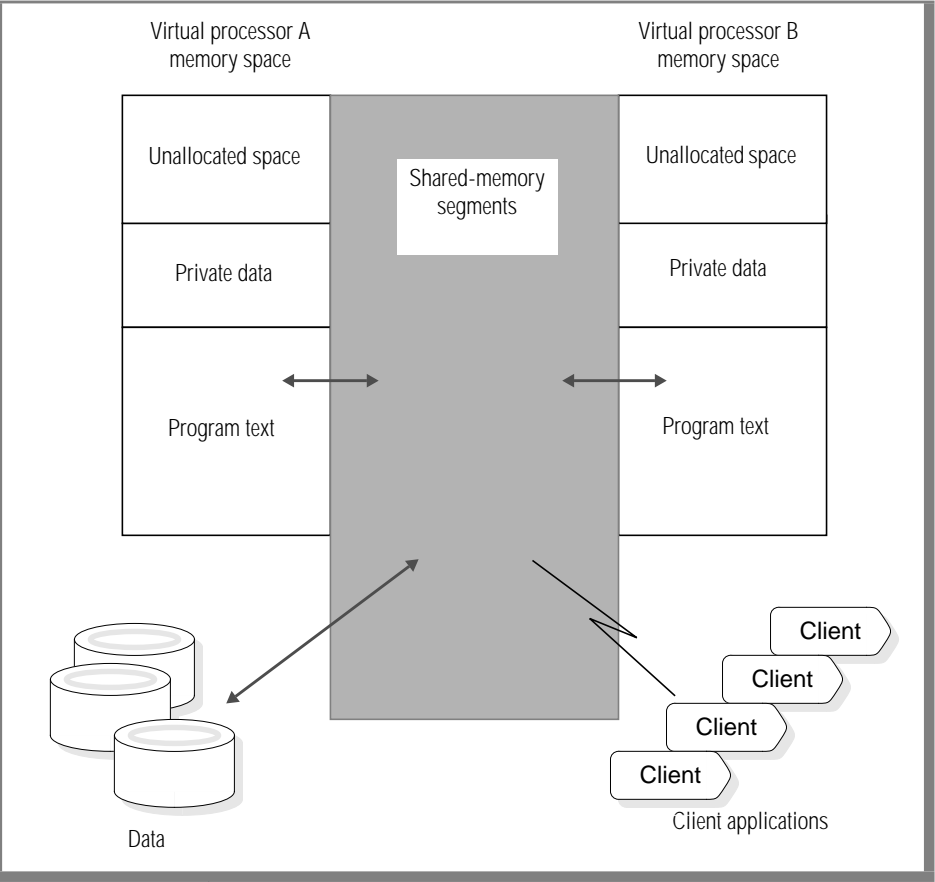 Virtual processor A
memory space
Virtual processor B
memory space
Unallocated space
Shared-memory
segments
Unallocated space
Private data
Private data
Program text
Program text
Client
Client
Client
Client
Data
Ciient applications